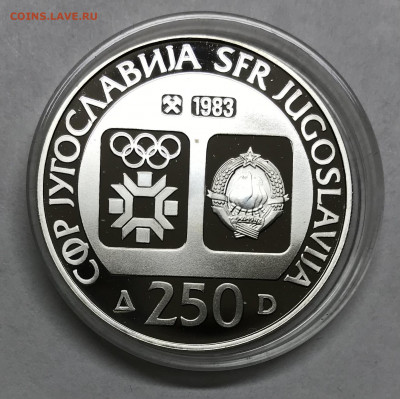 COINS.LAVE.RU
СФР ЈУГОСЛАВИЈА SFR JUGOSLAVIJA
1983
Д 250 D